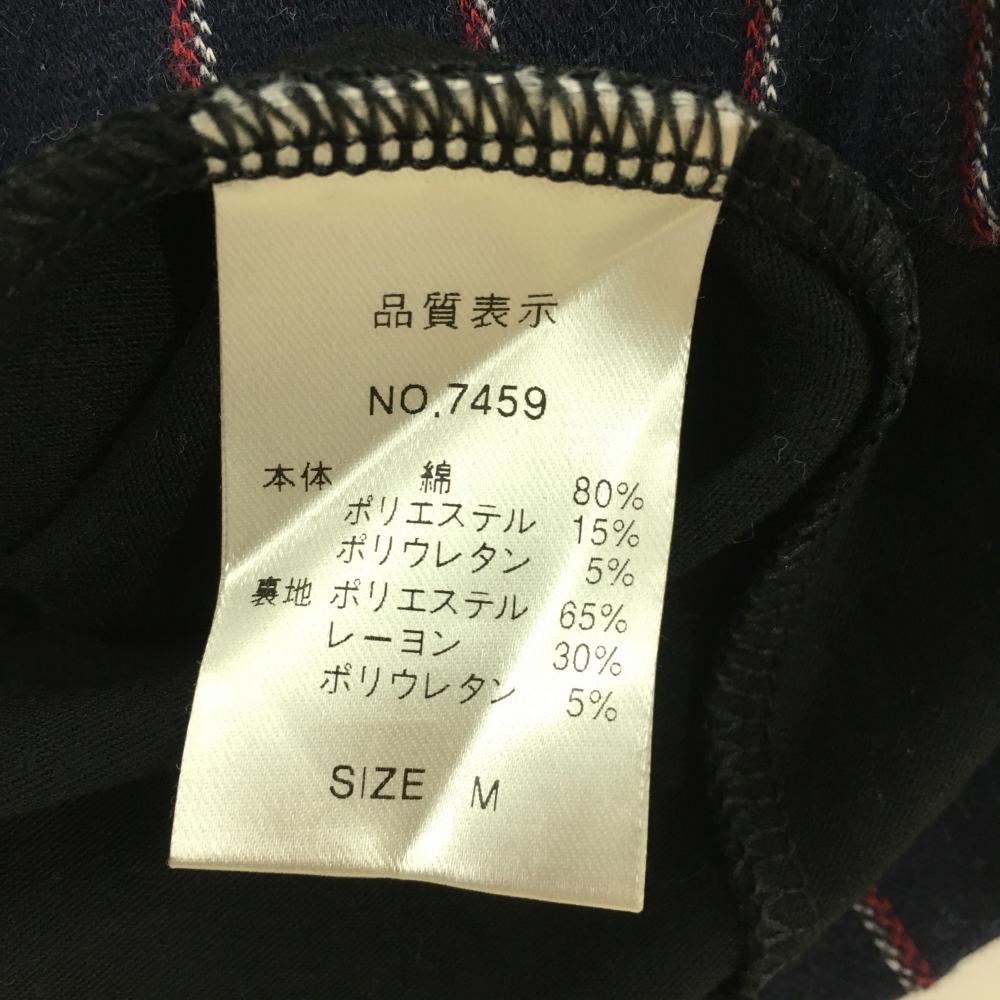 品質表示
NO.7459
本体 綿 80%
ポリエステル 15%
ポリウレタン 5%
裏地 ポリエステル 65%
レーヨン 30%
ポリウレタン 5%
SIZE M